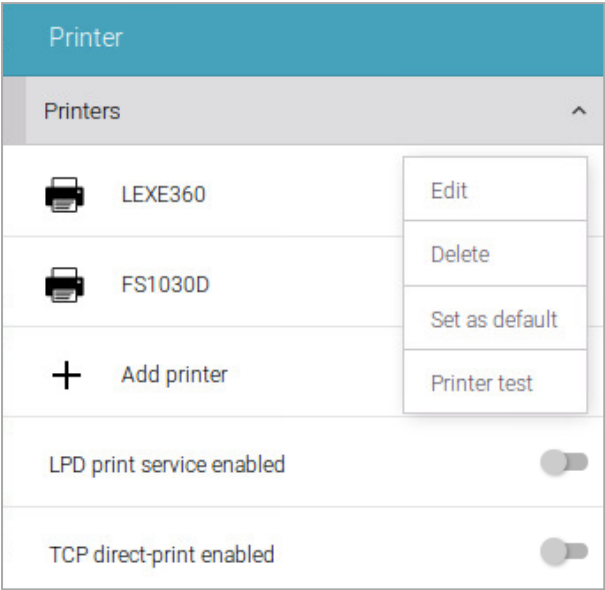 Printer
Printers
LEXE360
Edit
Delete
FS1030D
Set as default
Add printer
Printer test
LPD print service enabled
TCP direct-print enabled